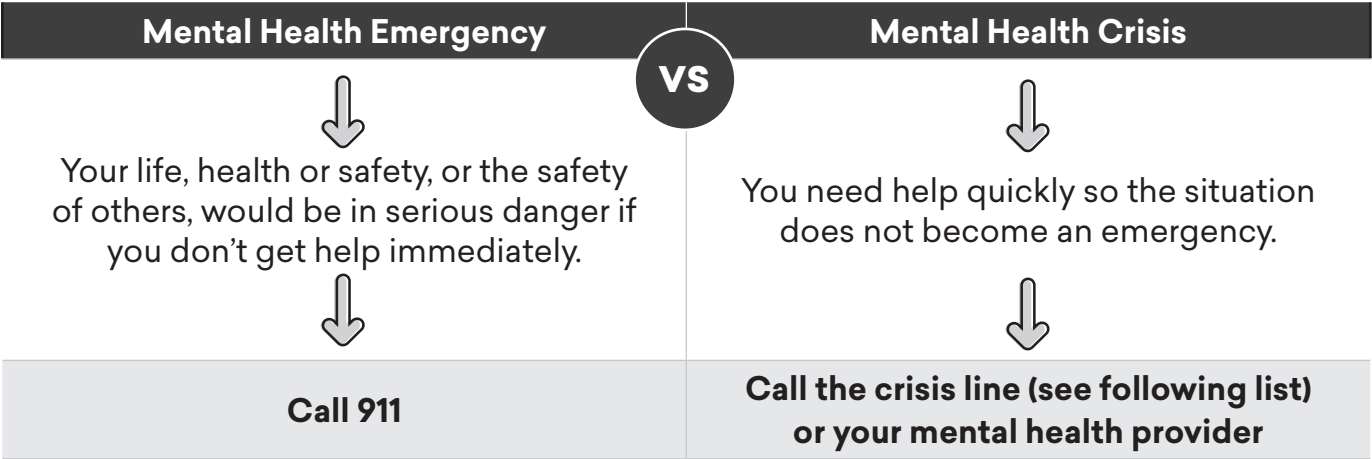 Mental Health Emergency
VS
Mental Health Crisis
Your life, health or safety, or the safety
of others, would be in serious danger if
you don’t get help immediately.
You need help quickly so the situation
does not become an emergency.
Call 911
Call the crisis line (see following list)
or your mental health provider